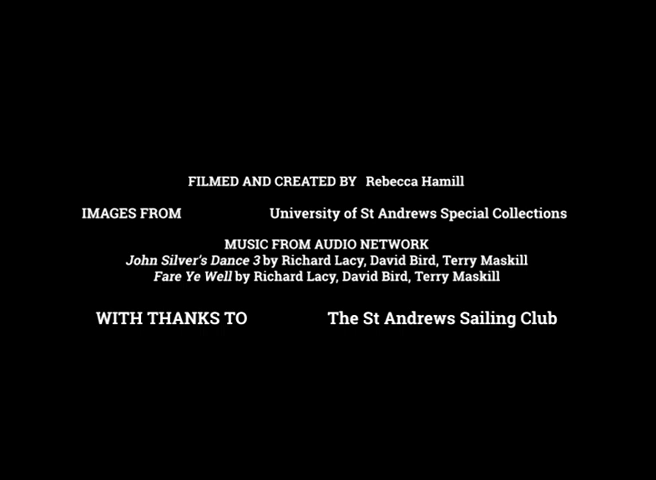 FILMED AND CREATED BY Rebecca Hamill
IMAGES FROM University of St Andrews Special Collections
MUSIC FROM AUDIO NETWORK
John Silver's Dance 3 by Richard Lacy, David Bird, Terry Maskill
Fare Ye Well by Richard Lacy, David Bird, Terry Maskill
WITH THANKS TO The St Andrews Sailing Club